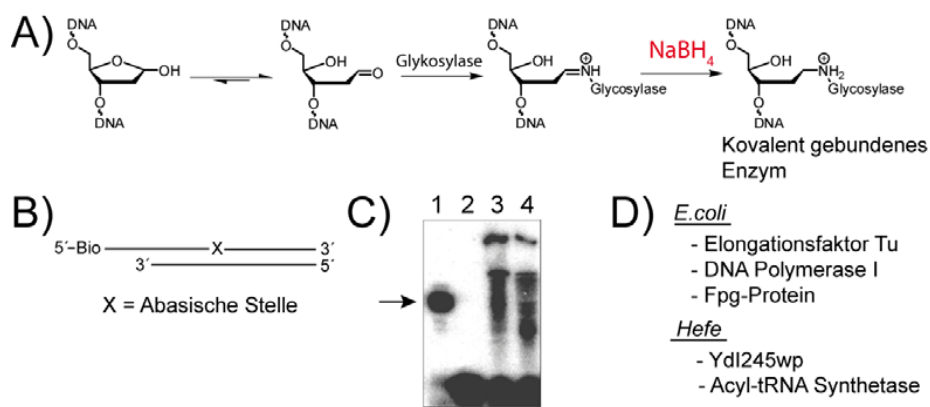 A)
DNA
O
O
OH
O
DNA
DNA
O
OH
O
O
DNA
Glykosylase
DNA
O
OH
⊕
NH
Glycosylase
O
DNA
NaBH4
DNA
O
OH
⊕
NH2
Glycosylase
O
DNA
Kovalent gebundenes
Enzym
B)
5´-Bio
X
3´
3´
5´
X = Abasische Stelle
C)
1 2 3 4
D)
E.coli
- Elongationsfaktor Tu
- DNA Polymerase I
- Fpg-Protein
Hefe
- Ydl245wp
- Acyl-tRNA Synthetase